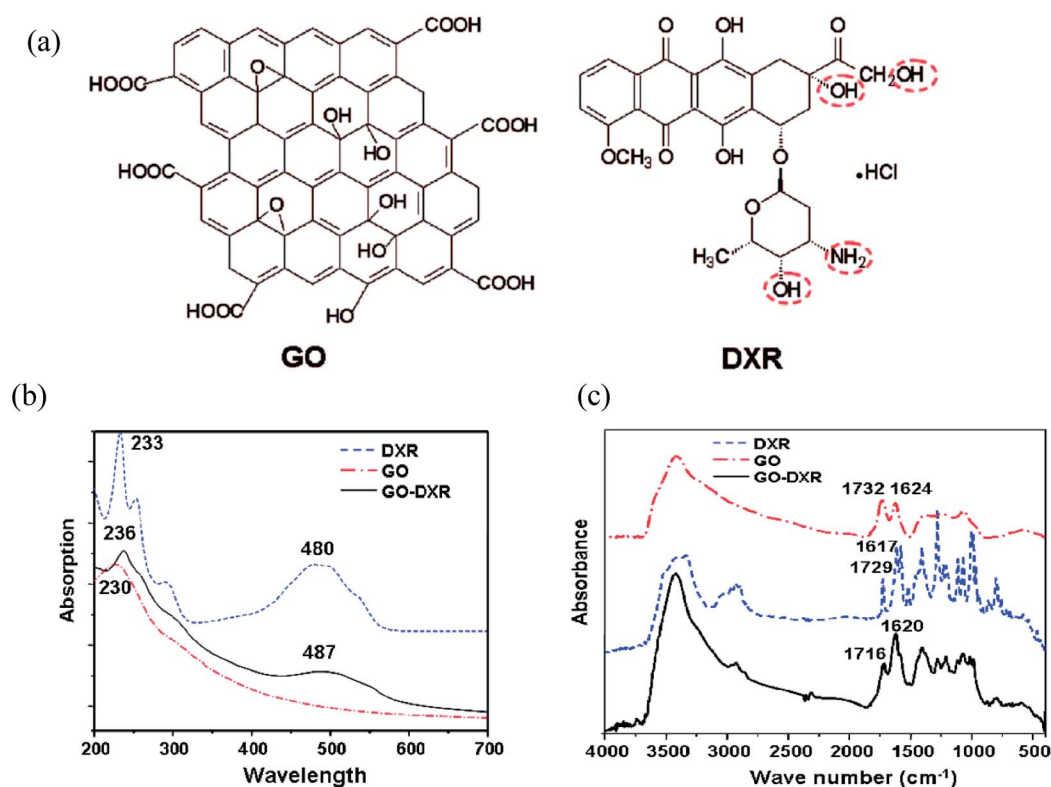 (a)
COOH
HOOC
O
OH
OH
HO
COOH
HOOC
O
OH
HO
HOOC
HO
COOH
GO
O
OH
O
CH2OH
OH
OCH3
O
OH
O
•HCl
O
H3C
NH2
OH
DXR
(b)
233
236
230
480
487
DXR
GO
GO-DXR
Absorption
200 300 400 500 600 700
Wavelength
(c)
DXR
GO
GO-DXR
1732 1624
1617
1729
1620
1716
Absorbance
4000 3500 3000 2500 2000 1500 1000 500
Wave number (cm-1)